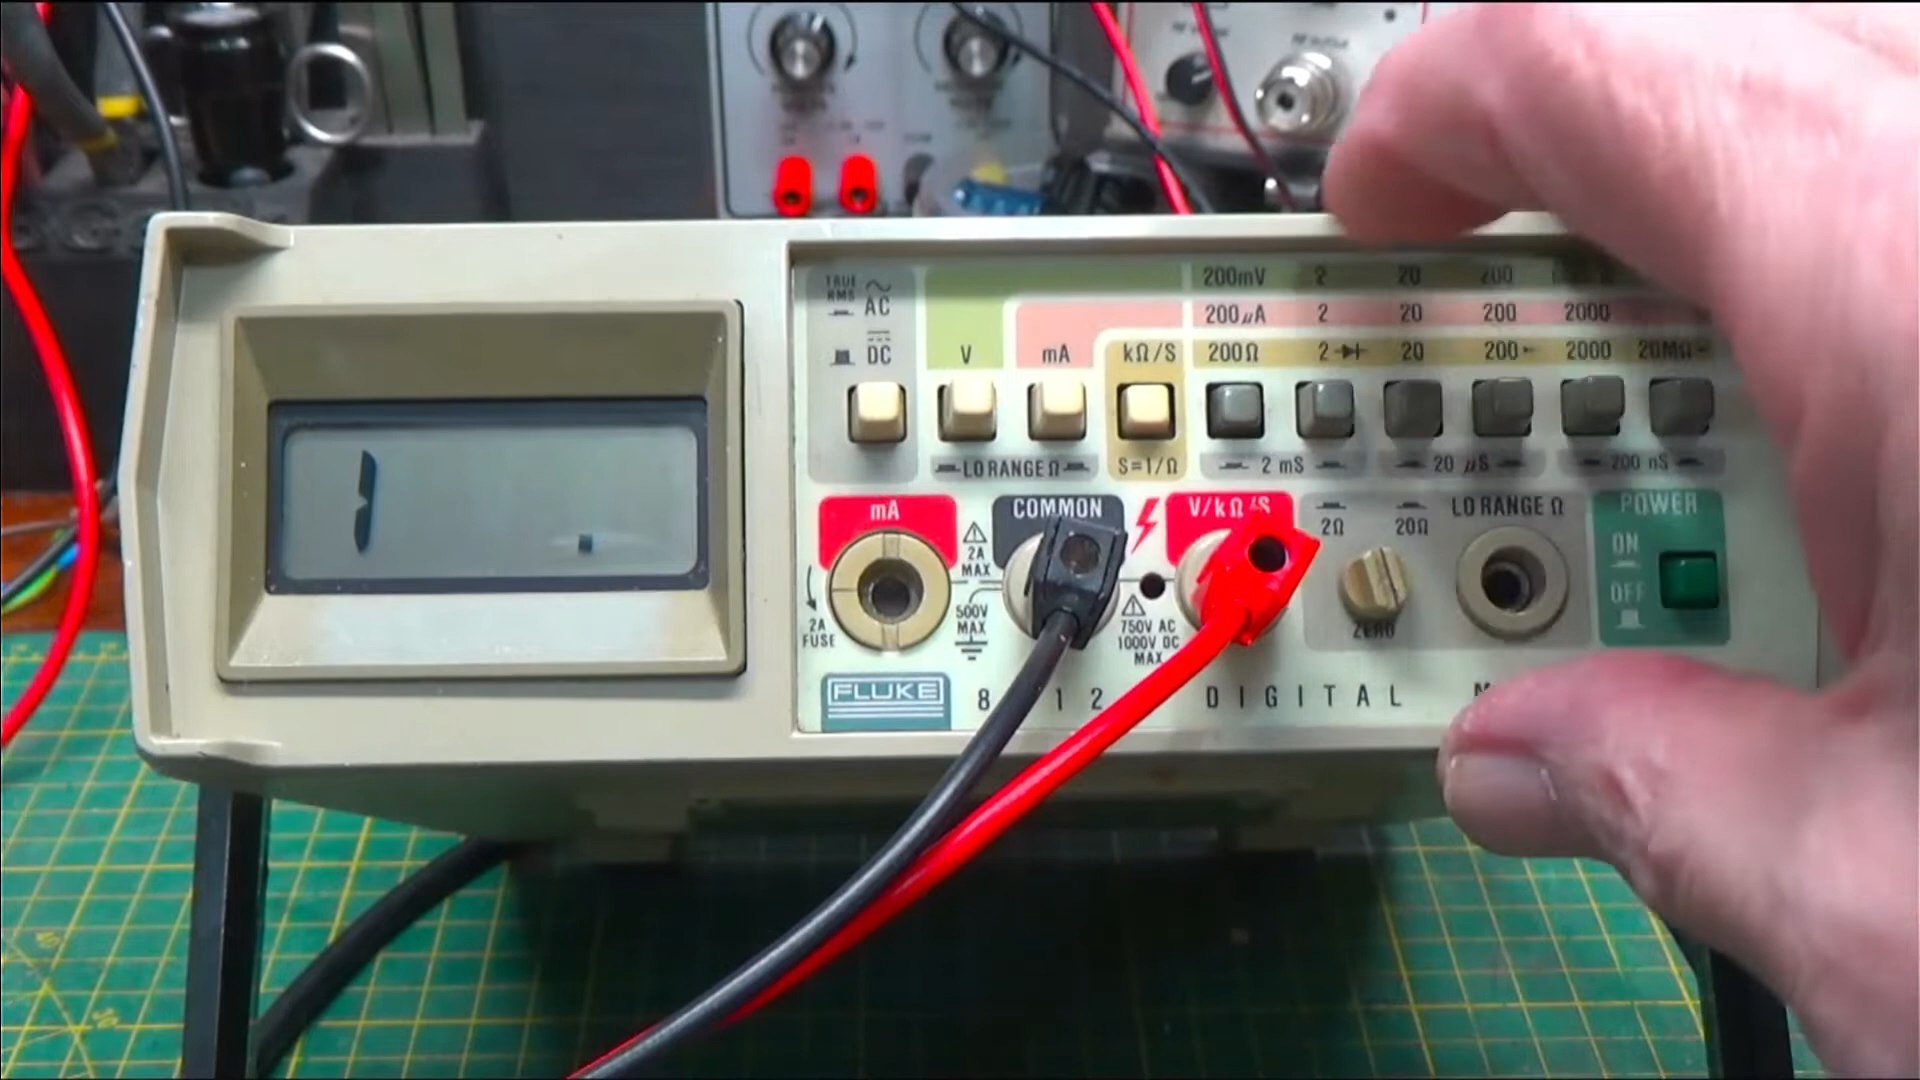 TRUE
RMS
AC
DC
V
mA
kΩ/S
200mV 2 20 200
200μA 2 20 200 2000
200Ω 2 20 200 2000 20MΩ
LO RANGE Ω
S=1/Ω
2 mS
20 μS
200 nS
mA
COMMON
V/kΩ/S
2Ω
20Ω
LO RANGE Ω
POWER
ON
OFF
2A
MAX
2A
FUSE
500V
MAX
750V AC
1000V DC
MAX
ZERO
FLUKE
8 1 2 DIGITAL
1 .